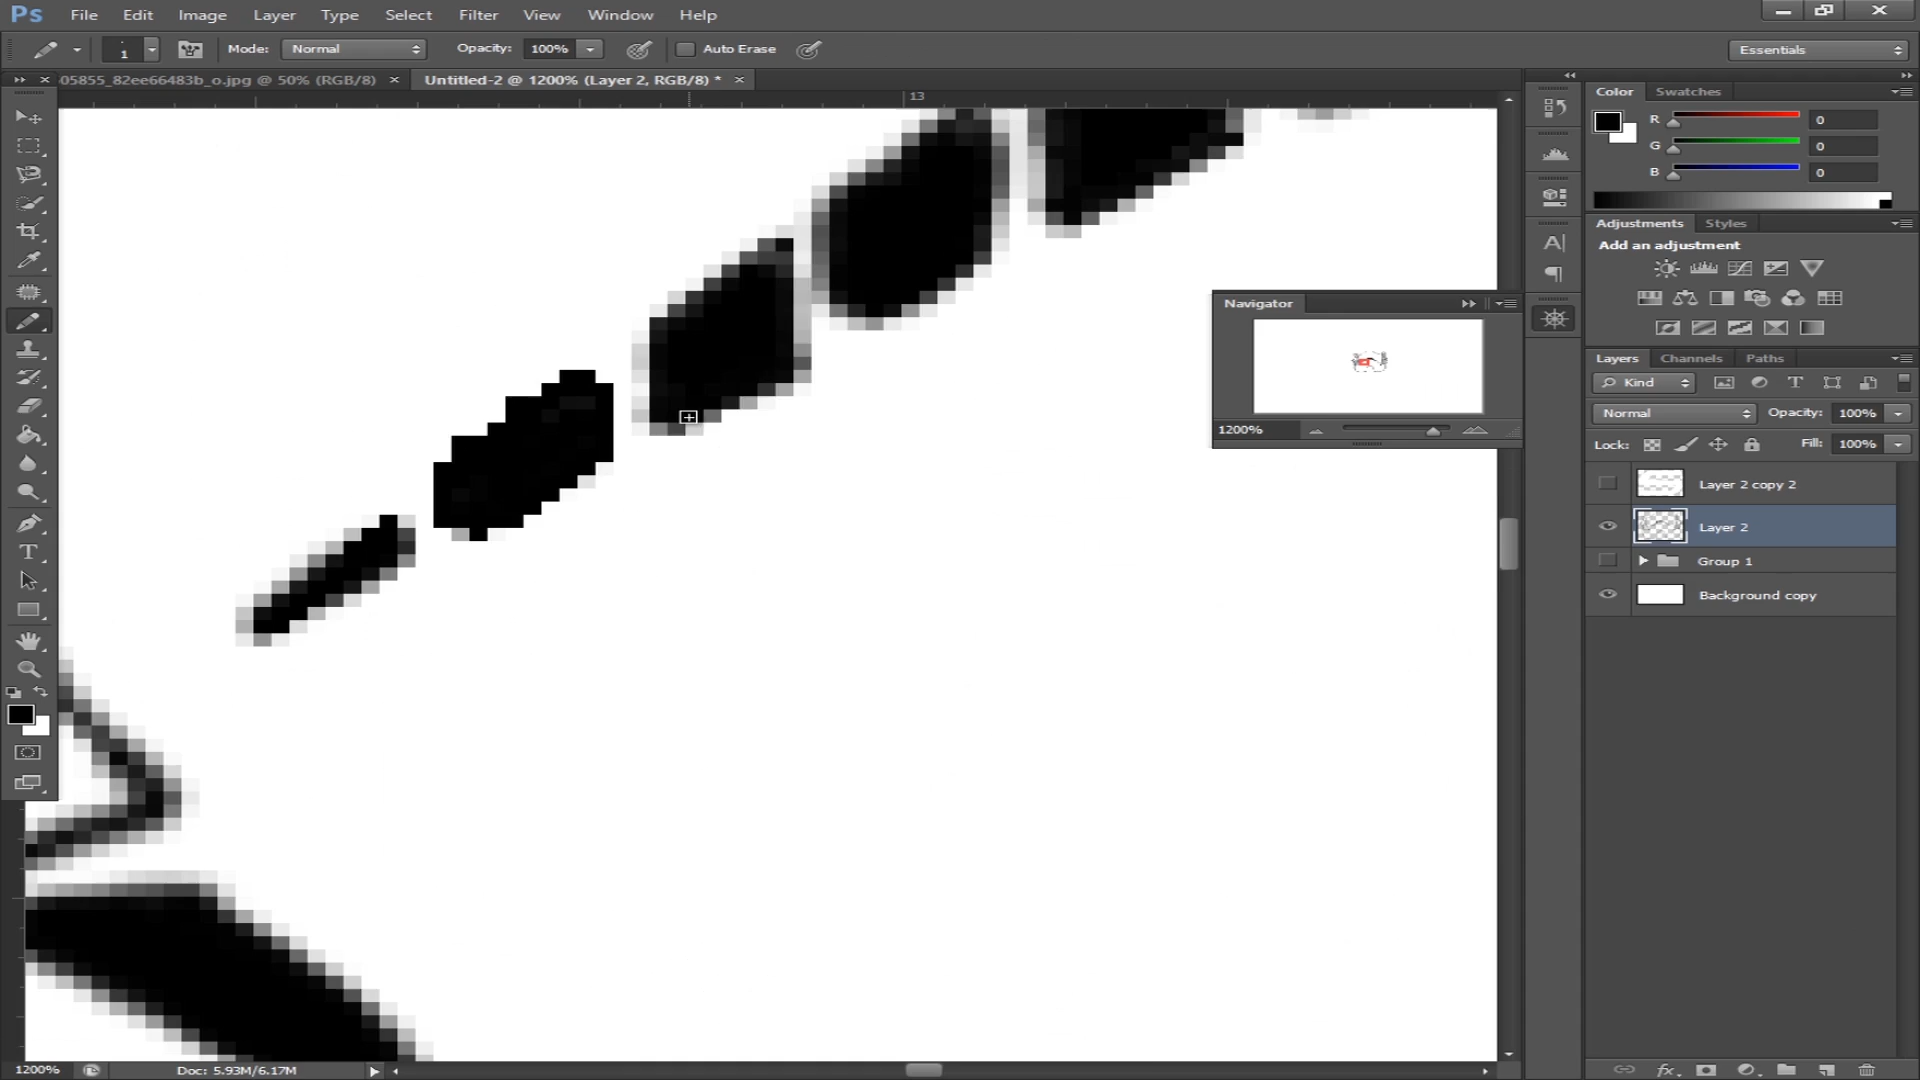 Ps File Edit Image Layer Type Select Filter View Window Help
1 Mode: Normal Opacity: 100% Auto Erase Essentials
05855_82ee66483b_o.jpg @ 50% (RGB/8) × Untitled-2 @ 1200% (Layer 2, RGB/8) * ×
13
Color Swatches
R 0
G 0
B 0
Adjustments Styles
Add an adjustment
Navigator
1200%
Layers Channels Paths
Kind
Normal Opacity: 100%
Lock: Fill: 100%
Layer 2 copy 2
Layer 2
Group 1
Background copy
1200% Doc: 5.93M/6.17M